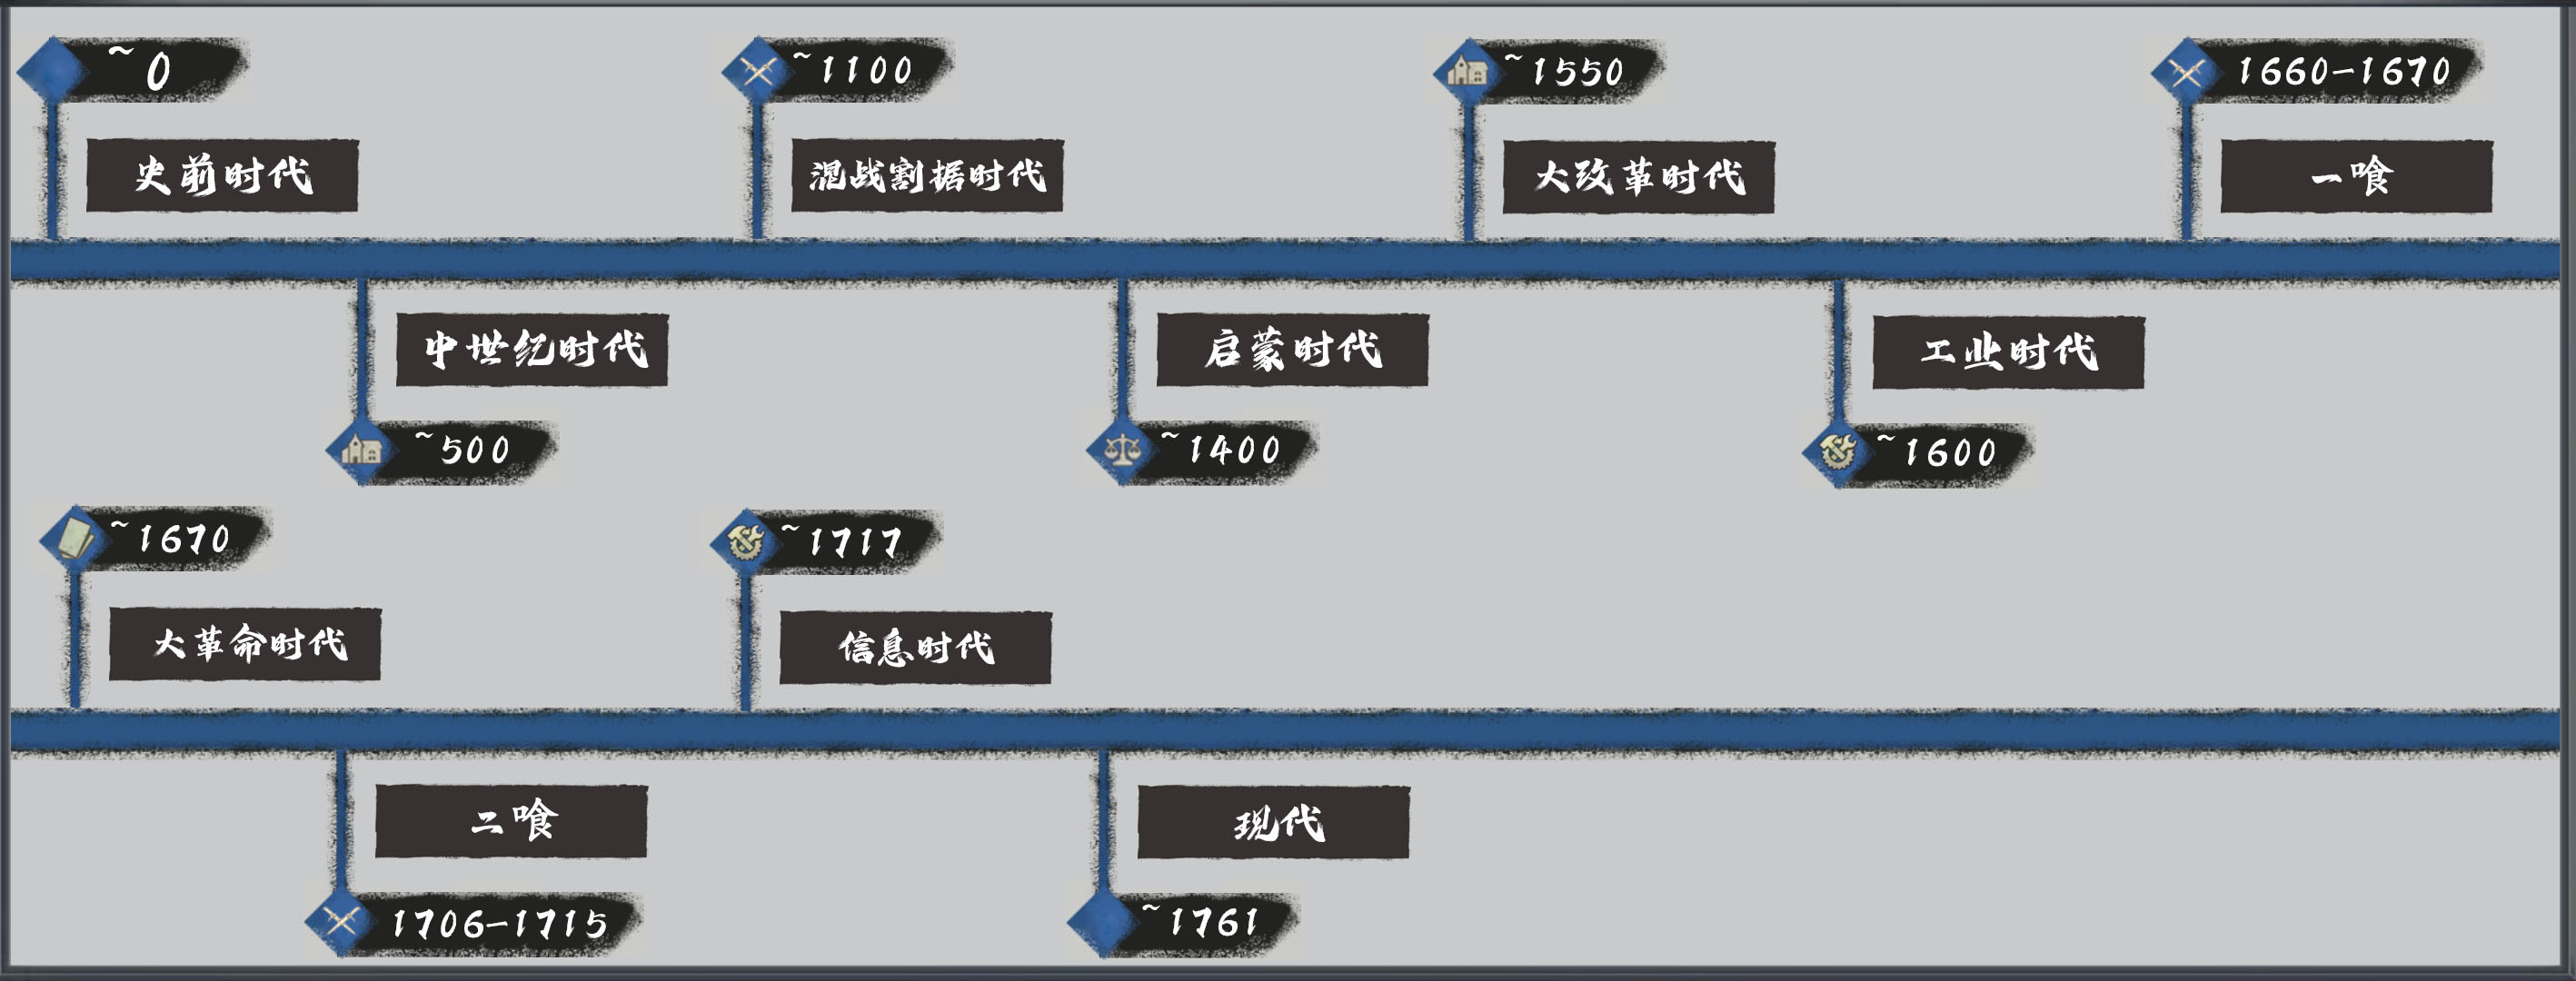 ~0
史前时代
~500
中世纪时代
~1100
混战割据时代
~1400
启蒙时代
~1550
大改革时代
~1600
工业时代
1660-1670
一喰
~1670
大革命时代
1706-1715
二喰
~1717
信息时代
~1761
现代